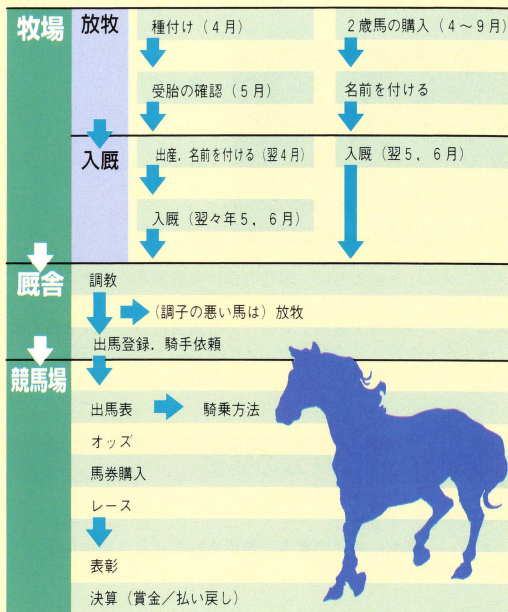 牧場
放牧
種付け(4月)
2歳馬の購入(4〜9月)
受胎の確認(5月)
名前を付ける
入厩
出産.名前を付ける(翌4月)
入厩(翌5,6月)
入厩(翌々年5,6月)
厩舎
調教
(調子の悪い馬は)放牧
出馬登録.騎手依頼
競馬場
出馬表
騎乗方法
オッズ
馬券購入
レース
表彰
決算(賞金/払い戻し)